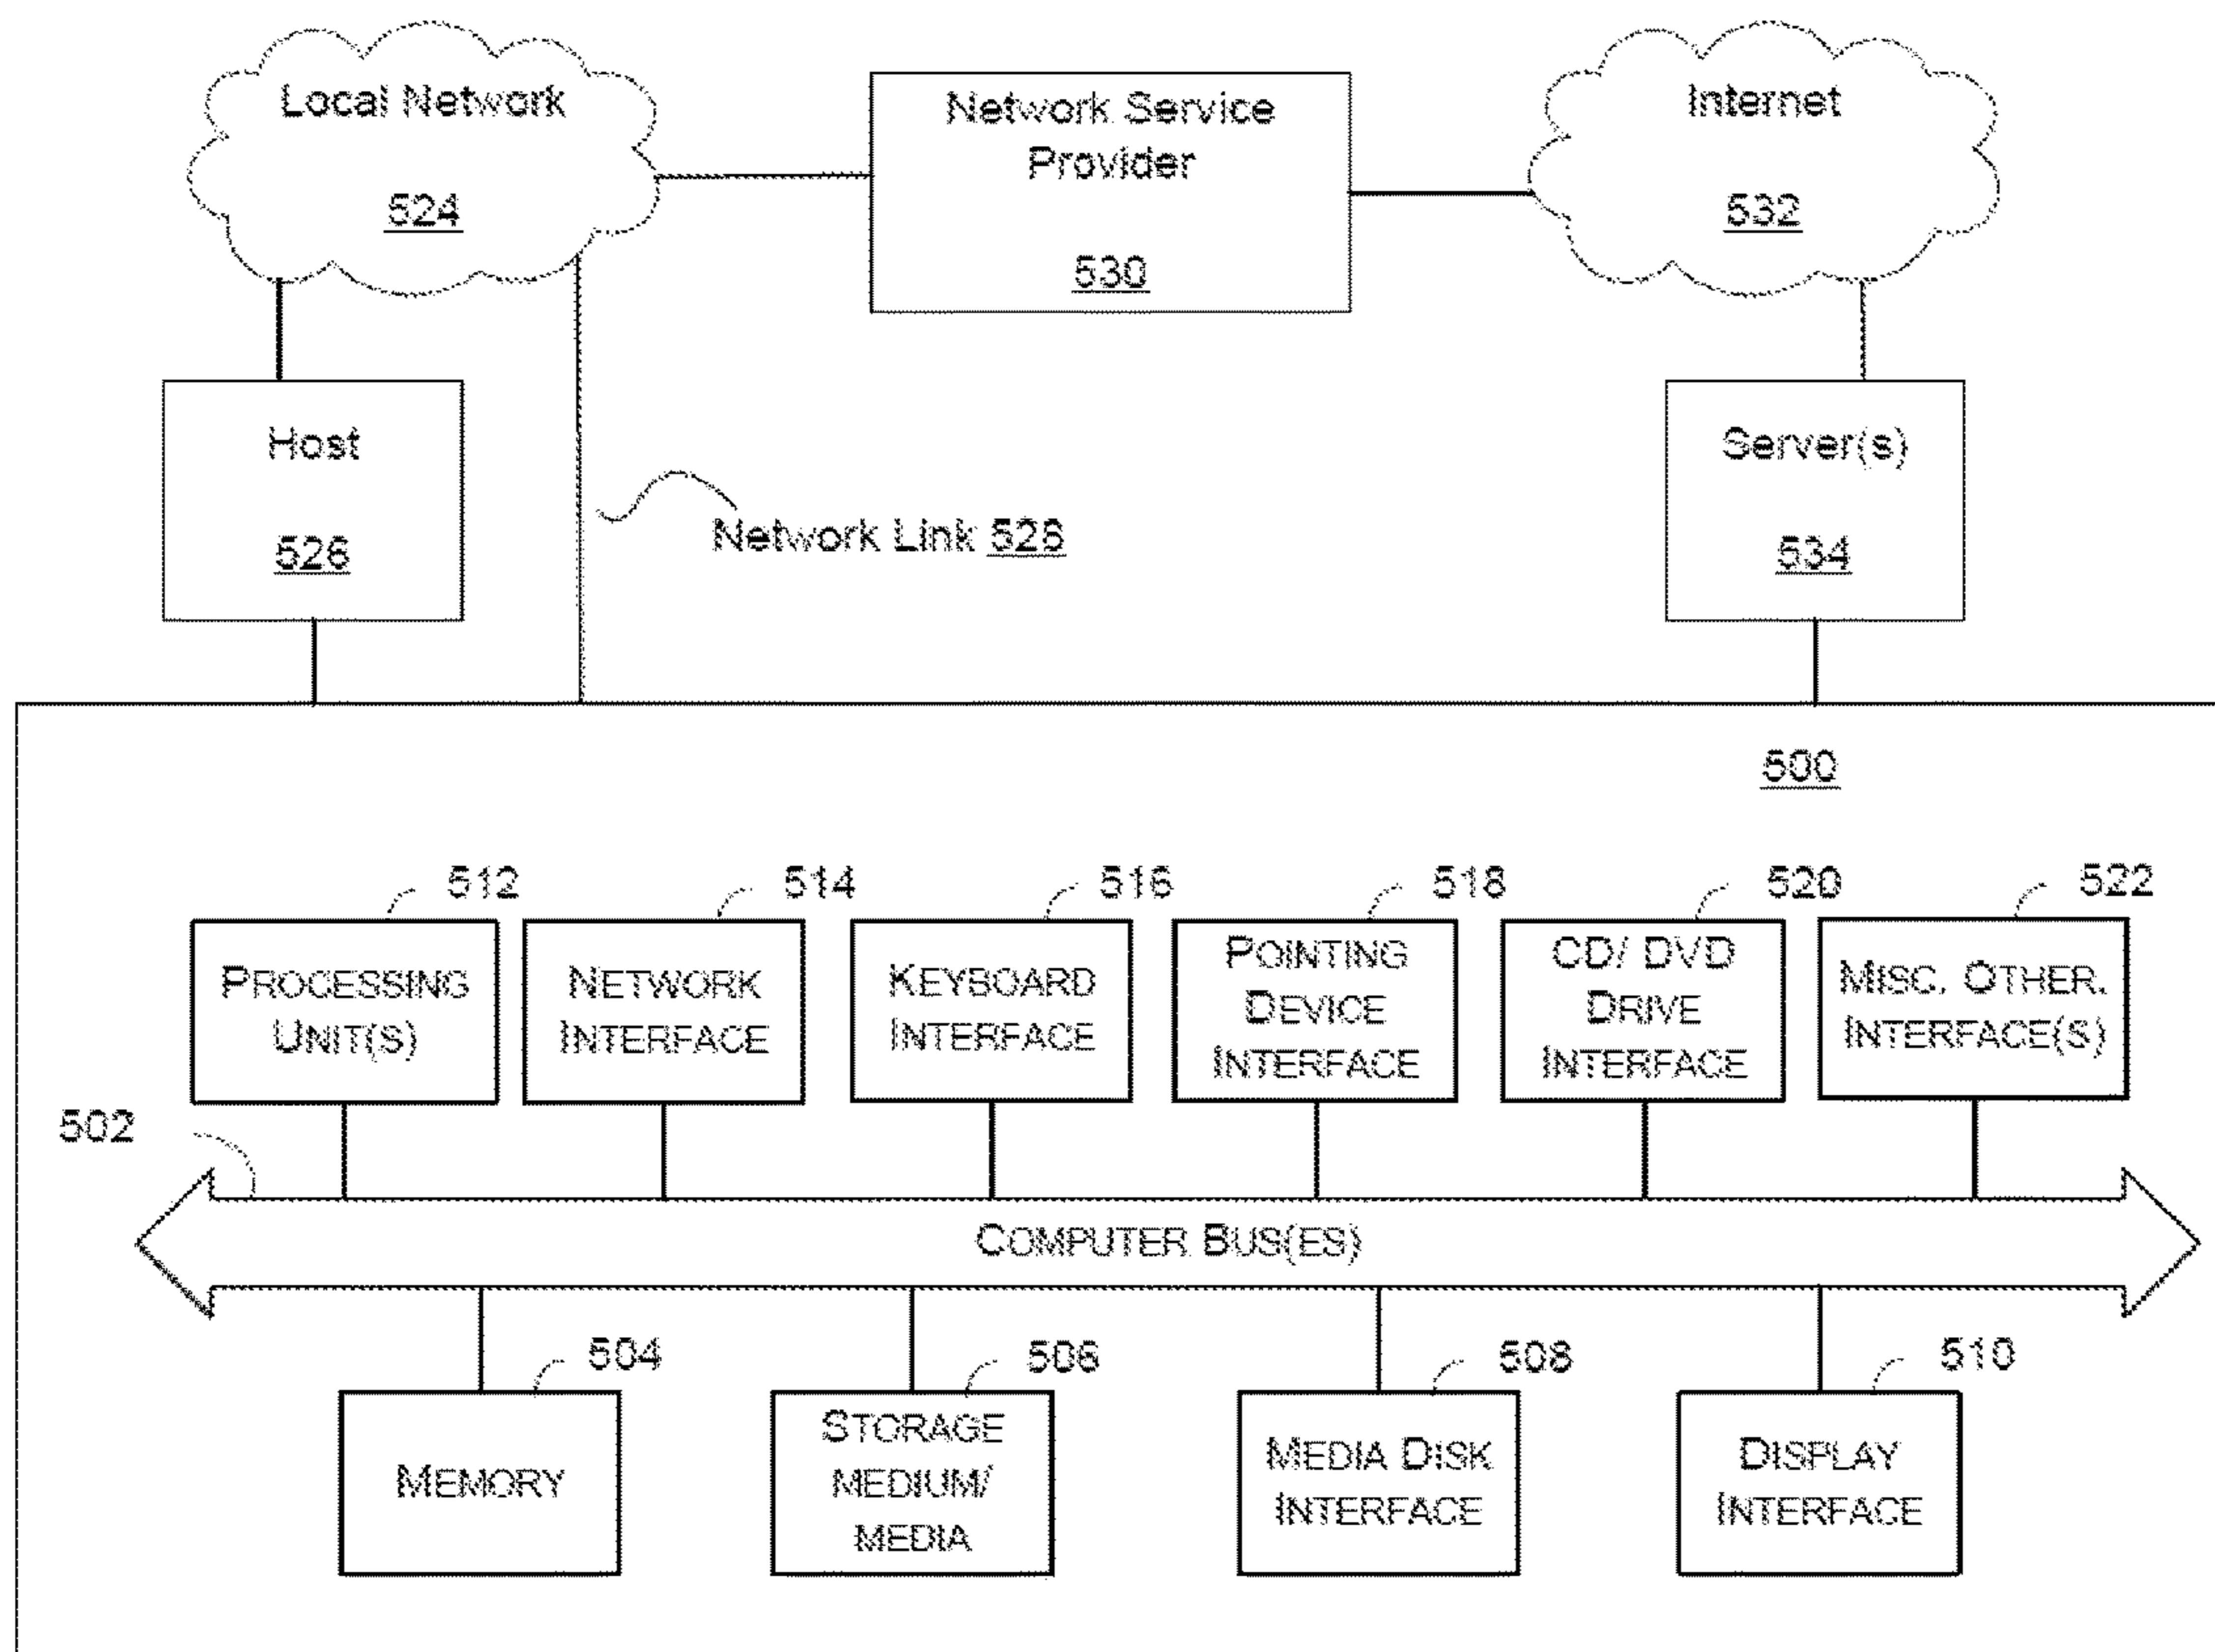 Local Network
524
Network Service
Provider
530
Internet
532
Host
526
Network Link 528
Server(s)
534
500
512
514
516
518
520
522
PROCESSING
UNIT(S)
NETWORK
INTERFACE
KEYBOARD
INTERFACE
POINTING
DEVICE
INTERFACE
CD/ DVD
DRIVE
INTERFACE
MISC. OTHER.
INTERFACE(S)
502
COMPUTER BUS(ES)
504
506
508
510
MEMORY
STORAGE
MEDIUM/
MEDIA
MEDIA DISK
INTERFACE
DISPLAY
INTERFACE